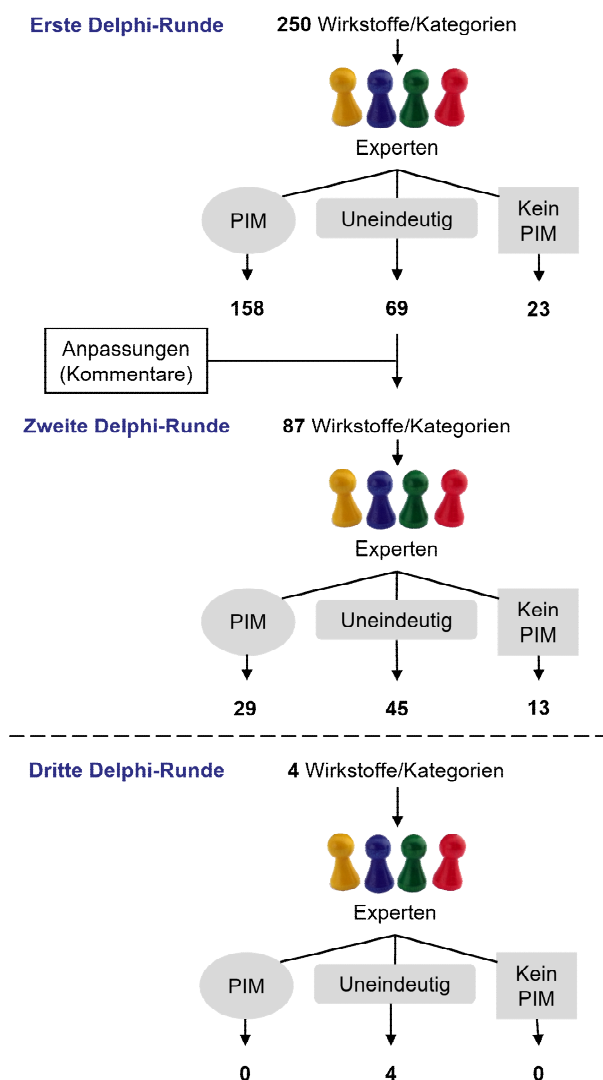 Erste Delphi-Runde
250 Wirkstoffe/Kategorien
Experten
PIM
Uneindeutig
Kein
PIM
158
69
23
Anpassungen
(Kommentare)
Zweite Delphi-Runde
87 Wirkstoffe/Kategorien
Experten
PIM
Uneindeutig
Kein
PIM
29
45
13
Dritte Delphi-Runde
4 Wirkstoffe/Kategorien
Experten
PIM
Uneindeutig
Kein
PIM
0
4
0